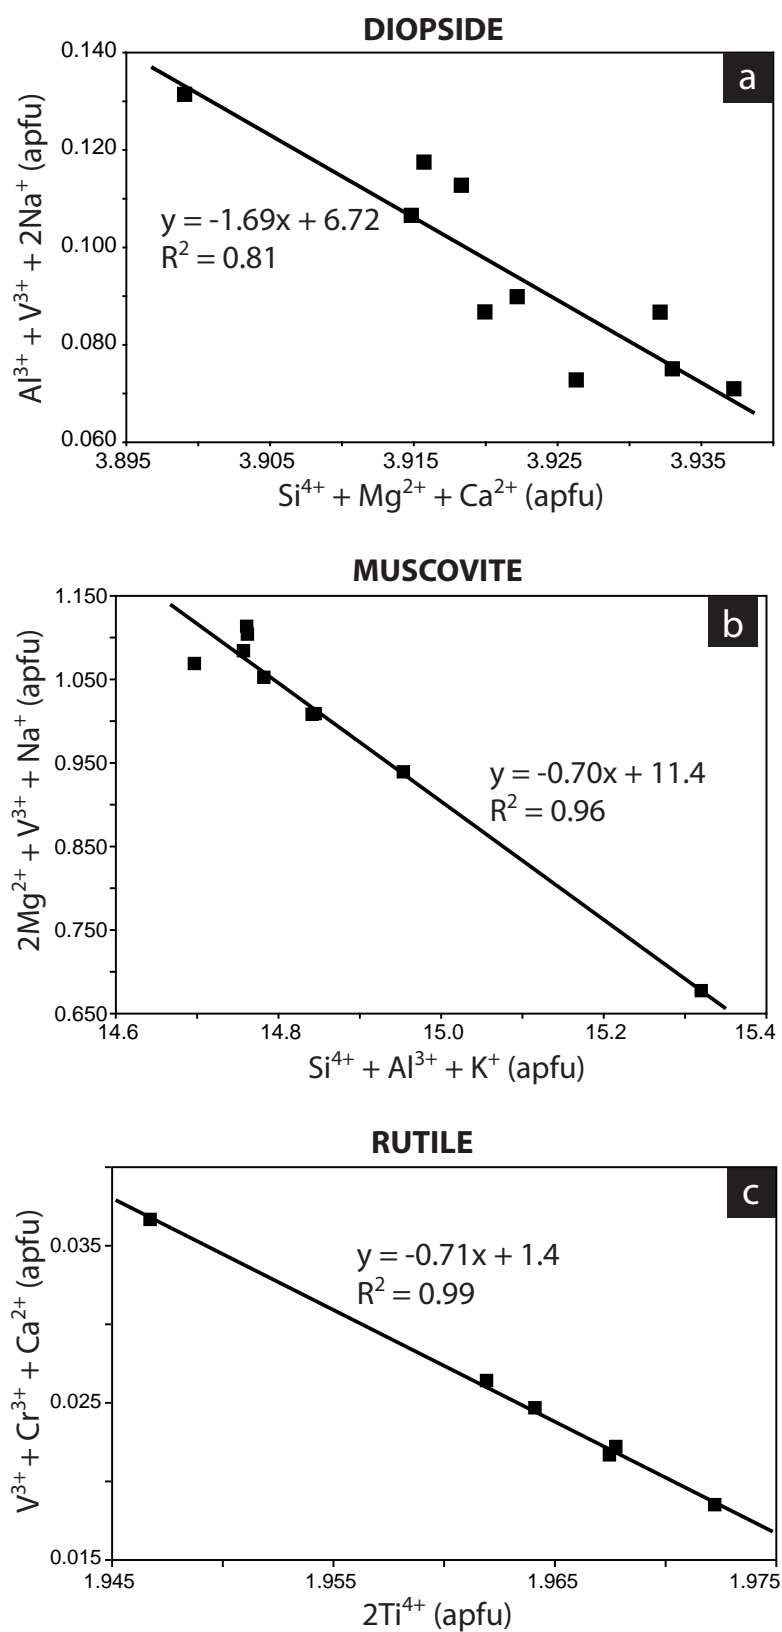 DIOPSIDE
a
Al³⁺ + V³⁺ + 2Na⁺ (apfu)
0.140
0.120
0.100
0.080
0.060
y = -1.69x + 6.72
R² = 0.81
3.895 3.905 3.915 3.925 3.935
Si⁴⁺ + Mg²⁺ + Ca²⁺ (apfu)
MUSCOVITE
b
2Mg²⁺ + V³⁺ + Na⁺ (apfu)
1.150
1.050
0.950
0.850
0.750
0.650
y = -0.70x + 11.4
R² = 0.96
14.6 14.8 15.0 15.2 15.4
Si⁴⁺ + Al³⁺ + K⁺ (apfu)
RUTILE
c
V³⁺ + Cr³⁺ + Ca²⁺ (apfu)
0.035
0.025
0.015
y = -0.71x + 1.4
R² = 0.99
1.945 1.955 1.965 1.975
2Ti⁴⁺ (apfu)